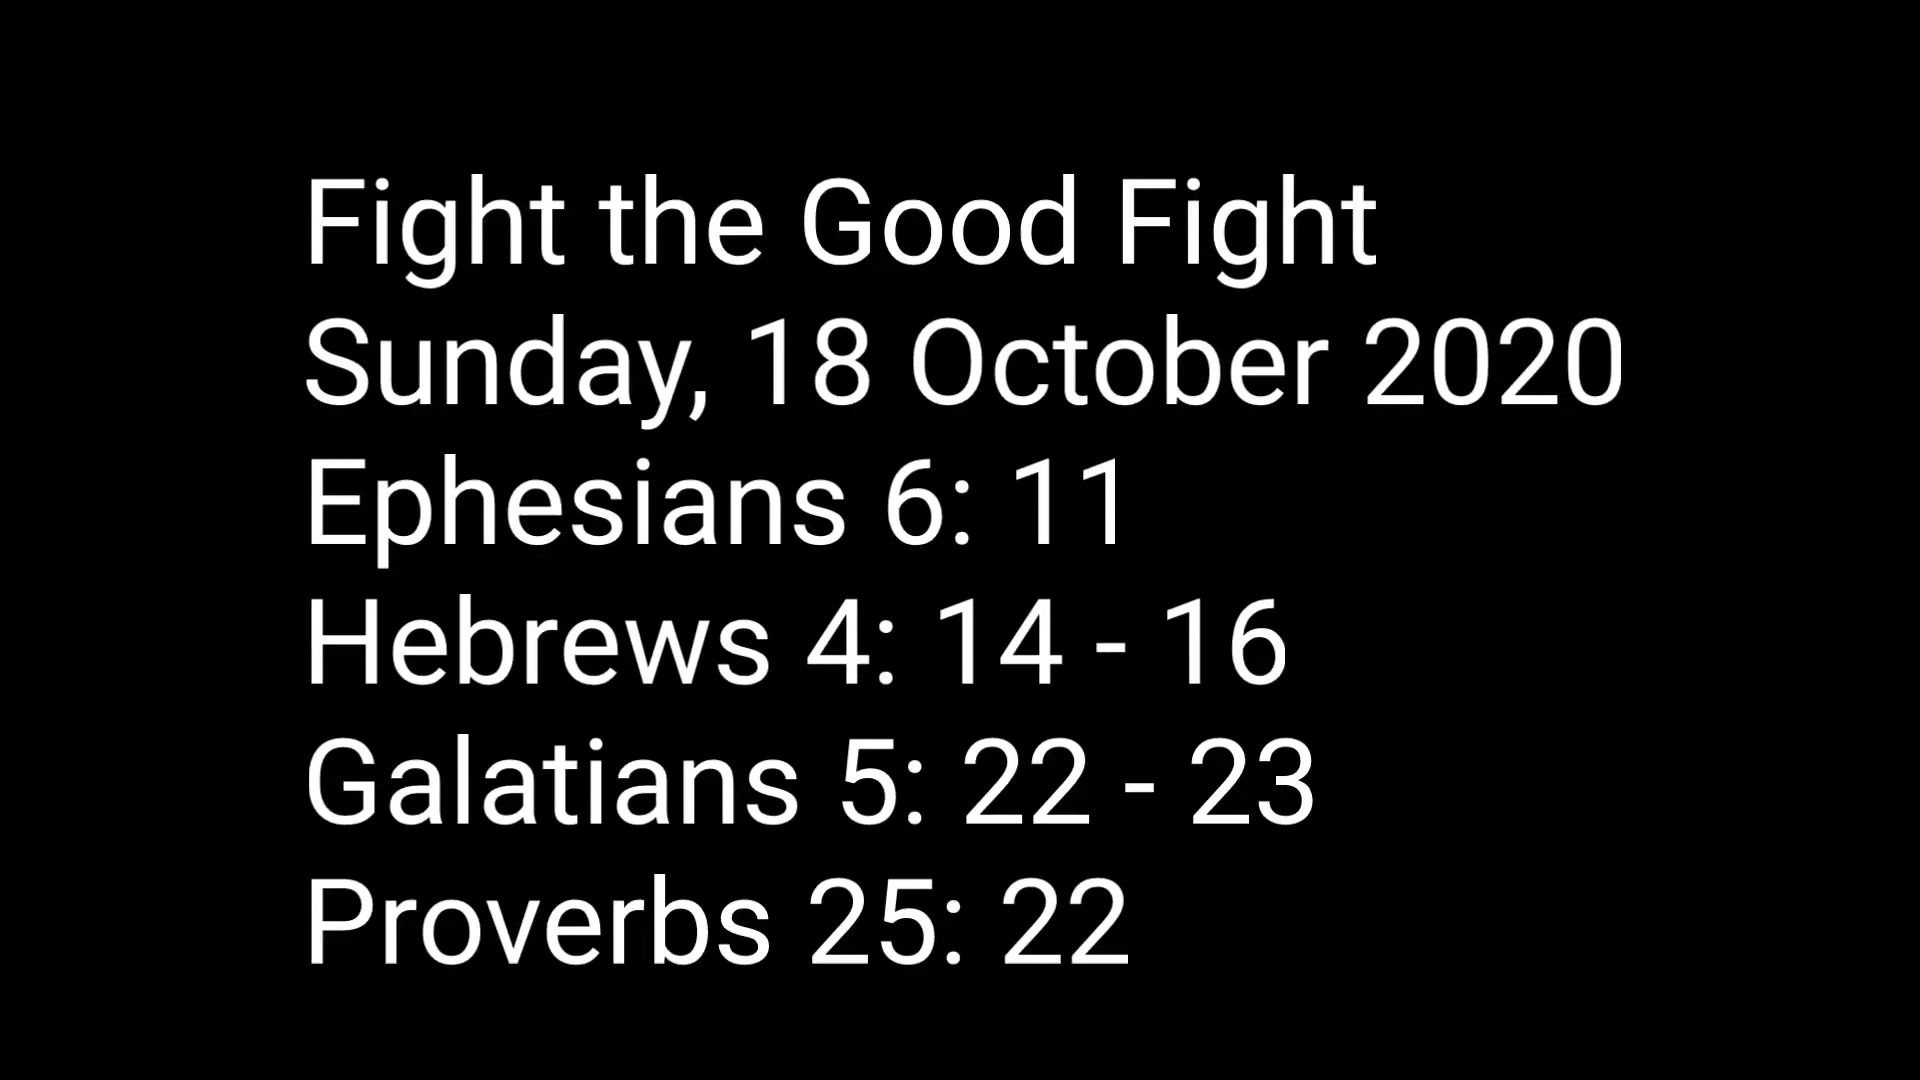 Fight the Good Fight
Sunday, 18 October 2020
Ephesians 6: 11
Hebrews 4: 14 - 16
Galatians 5: 22 - 23
Proverbs 25: 22